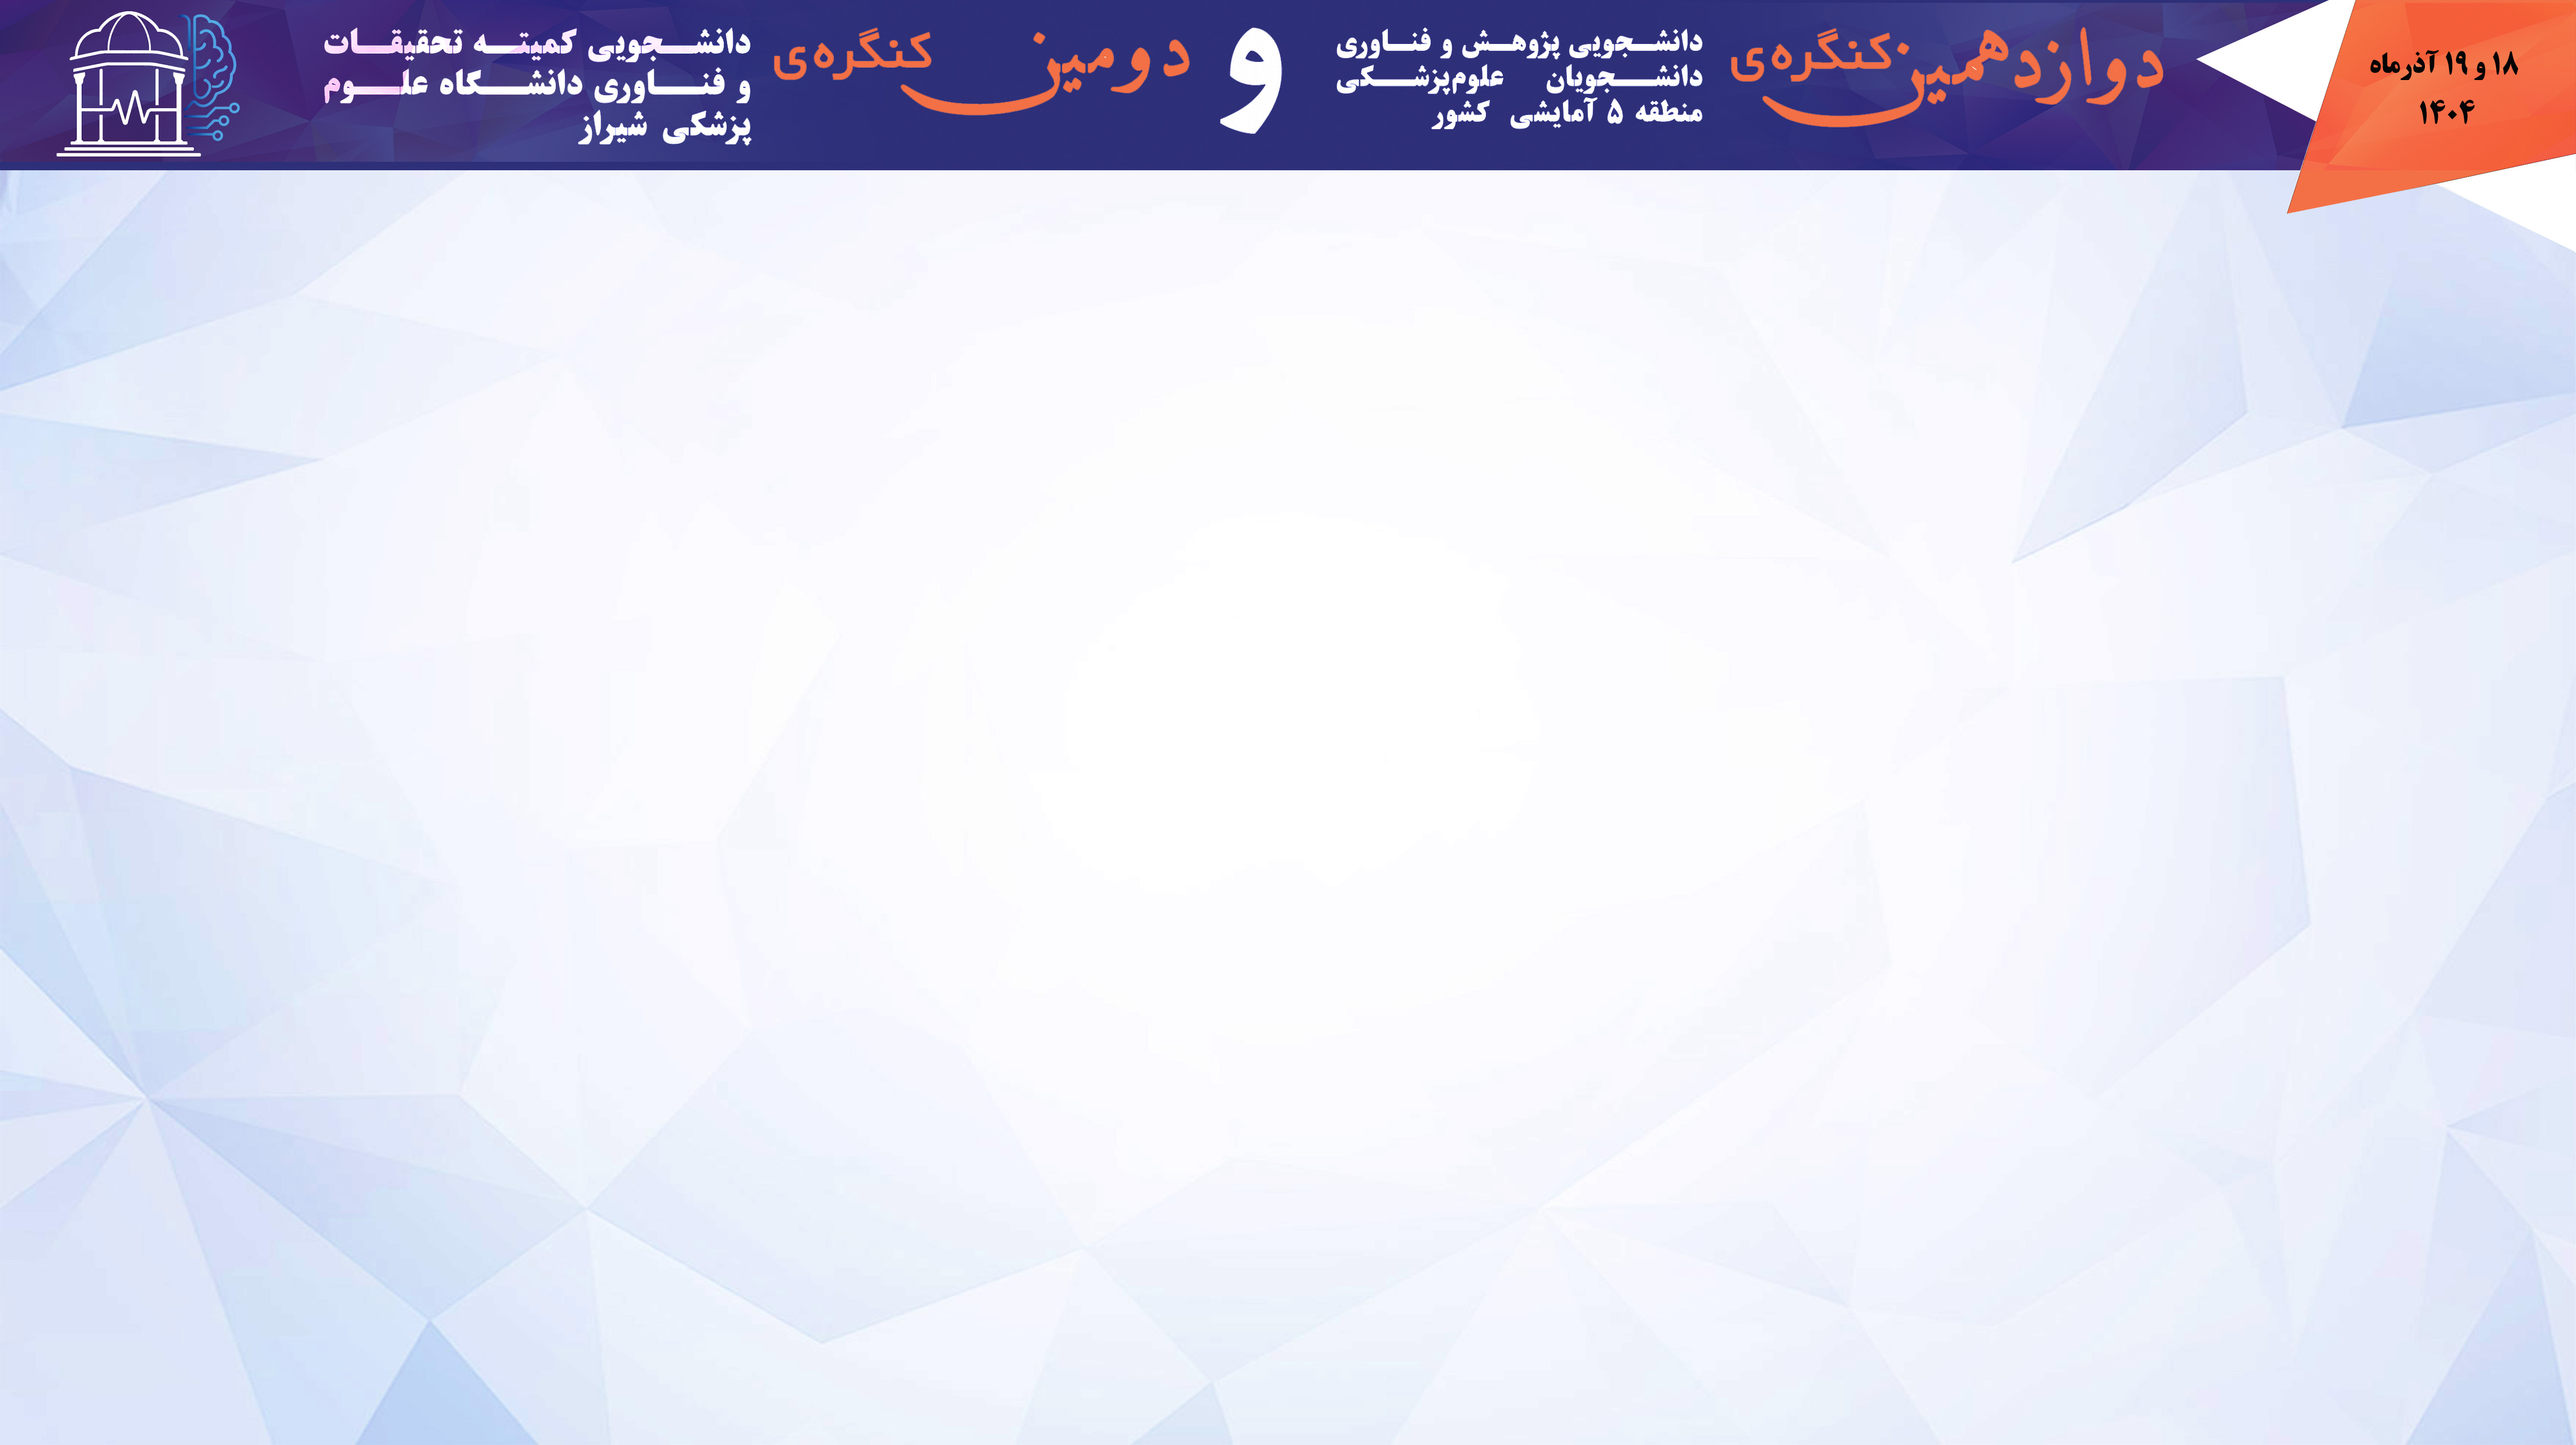 ۱۸ و ۱۹ آذرماه
۱۴۰۴
دوازدهمین کنگره‌ی
دانشجویی پژوهش و فناوری
دانشجویان علوم‌پزشکی
منطقه ۵ آمایشی کشور
و
دومین کنگره‌ی
دانشجویی کمیته تحقیقات
و فناوری دانشگاه علوم
پزشکی شیراز